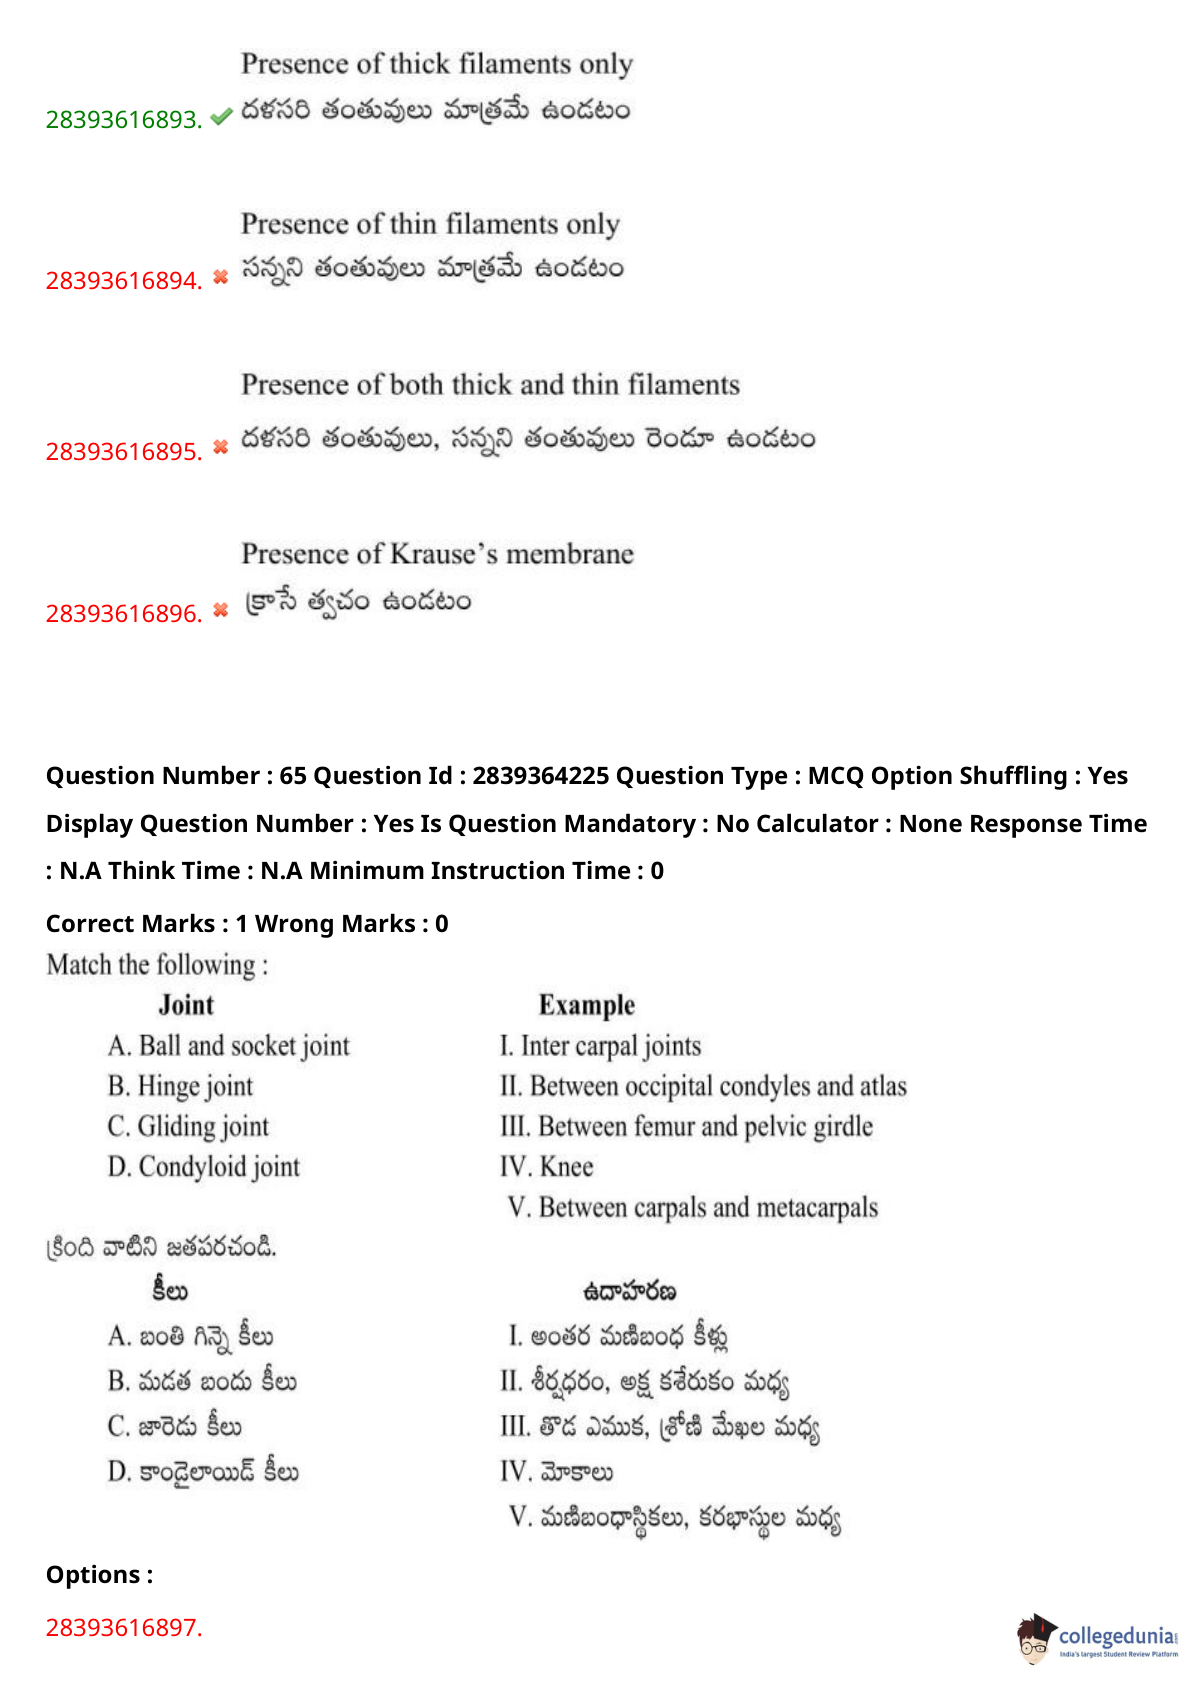 Presence of thick filaments only
28393616893. దళసరి తంతువులు మాత్రమే ఉండటం
Presence of thin filaments only
28393616894. సన్నని తంతువులు మాత్రమే ఉండటం
Presence of both thick and thin filaments
28393616895. దళసరి తంతువులు, సన్నని తంతువులు రెండూ ఉండటం
Presence of Krause's membrane
28393616896. క్రాసే త్వచం ఉండటం
Question Number : 65 Question Id : 2839364225 Question Type : MCQ Option Shuffling : Yes
Display Question Number : Yes Is Question Mandatory : No Calculator : None Response Time
: N.A Think Time : N.A Minimum Instruction Time : 0
Correct Marks : 1 Wrong Marks : 0
Match the following :
Joint Example
A. Ball and socket joint I. Inter carpal joints
B. Hinge joint II. Between occipital condyles and atlas
C. Gliding joint III. Between femur and pelvic girdle
D. Condyloid joint IV. Knee
V. Between carpals and metacarpals
క్రింది వాటిని జతపరచండి.
కీలు ఉదాహరణ
A. బంతి గిన్నె కీలు I. అంతర మణిబంధ కీళ్లు
B. మడత బందు కీలు II. శీర్షధరం, అక్ష కశేరుకం మధ్య
C. జారెడు కీలు III. తొడ ఎముక, శ్రోణి మేఖల మధ్య
D. కాండైలాయిడ్ కీలు IV. మోకాలు
V. మణిబంధాస్థికలు, కరభాస్థుల మధ్య
Options :
28393616897.
collegedunia
India's largest Student Review Platform